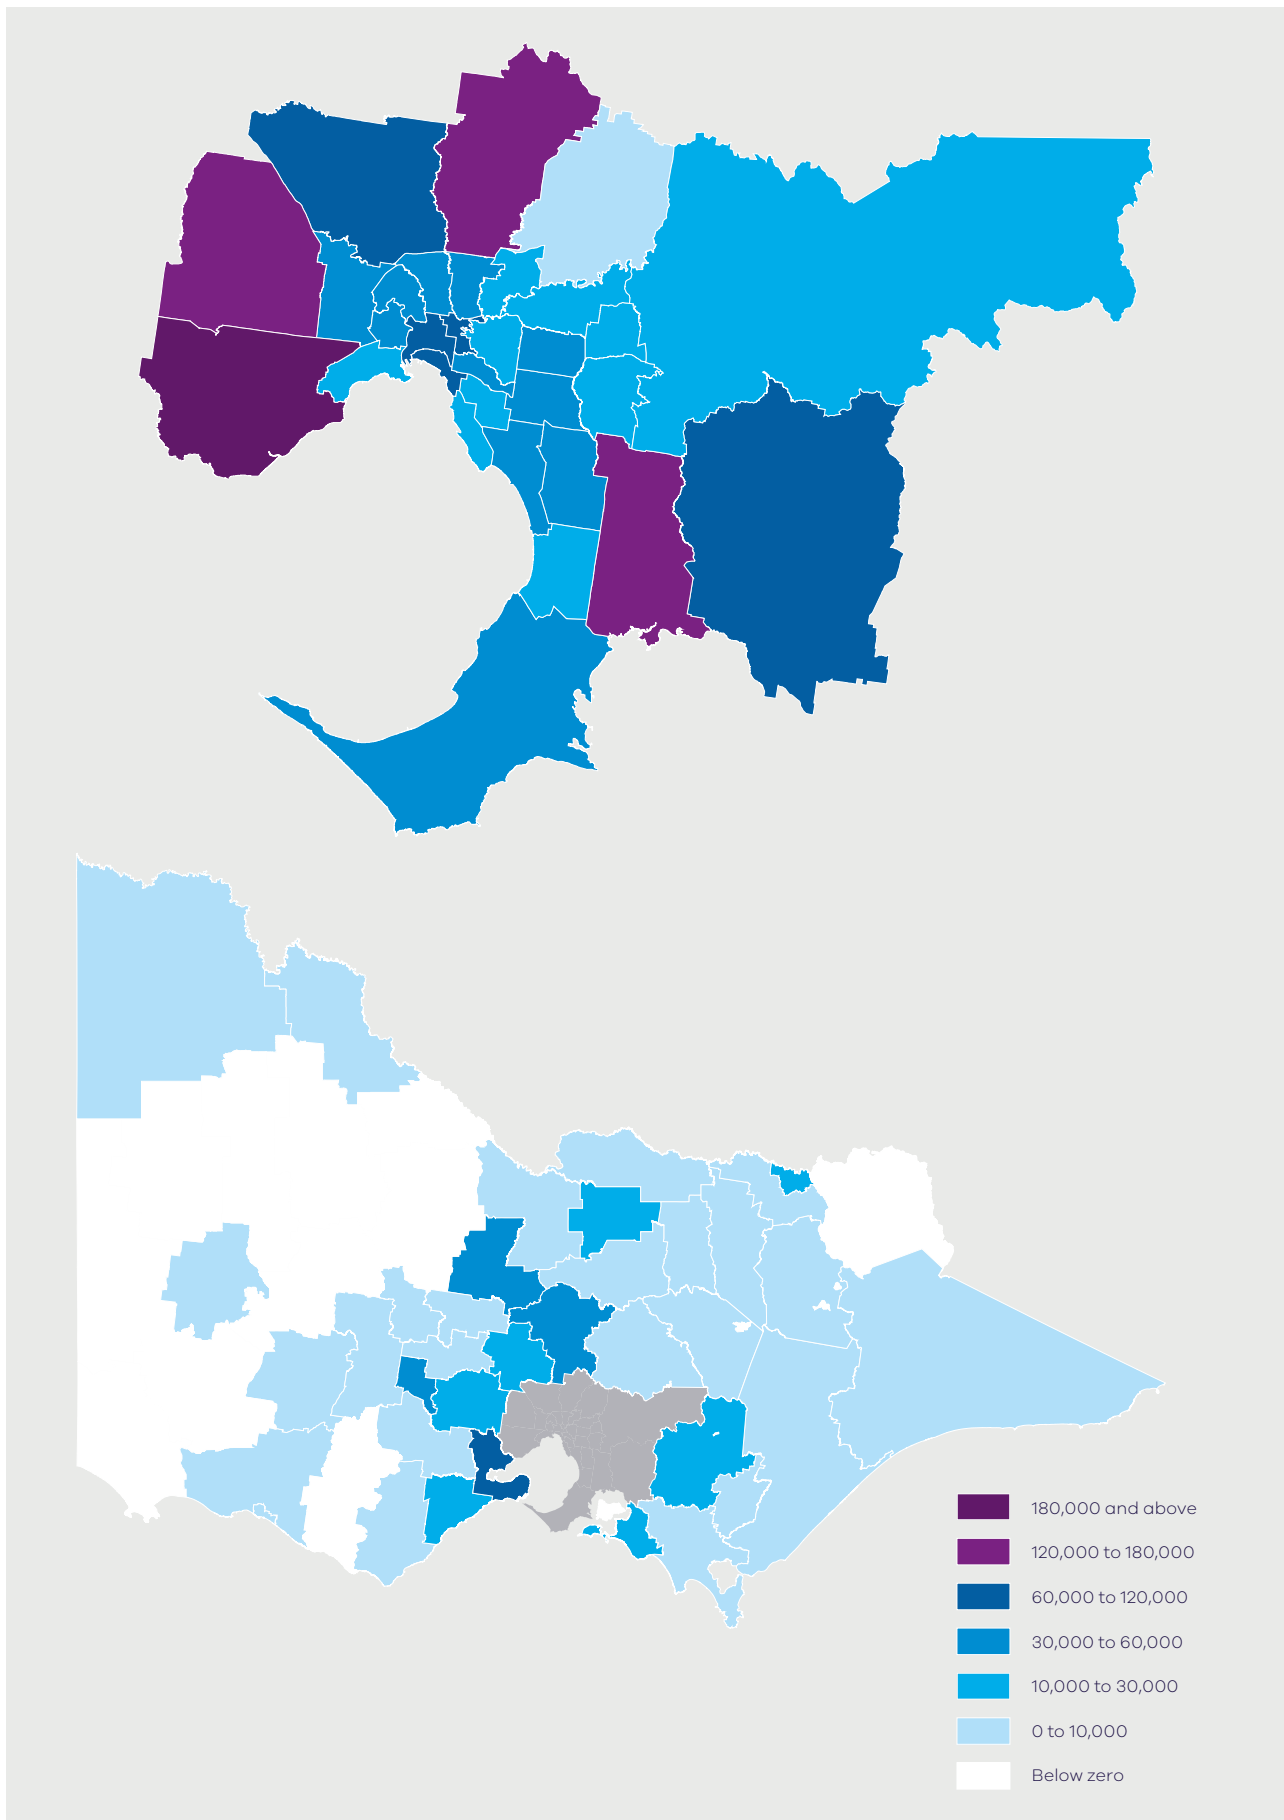 180,000 and above
120,000 to 180,000
60,000 to 120,000
30,000 to 60,000
10,000 to 30,000
0 to 10,000
Below zero